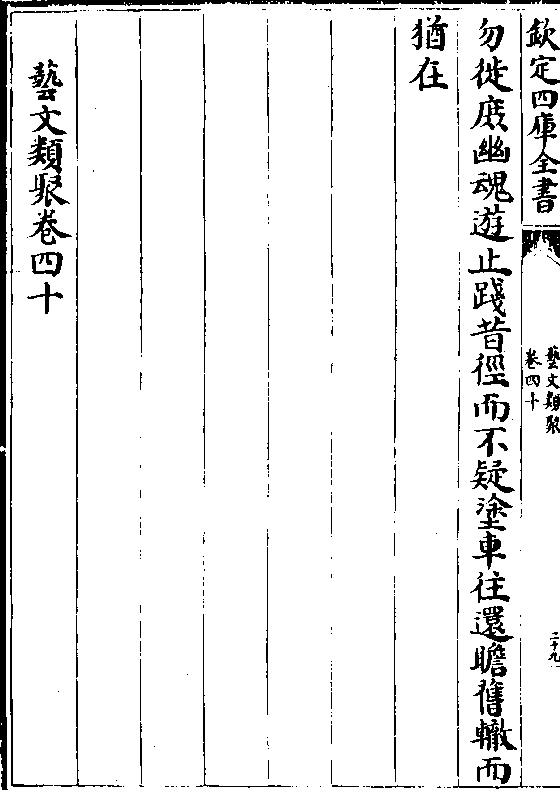 欽定四庫全書
藝文類聚
卷四十
二十九
勿徙庶幽魂遊止踐昔徑而不疑塗車往還瞻舊轍而
猶在
藝文類聚卷四十